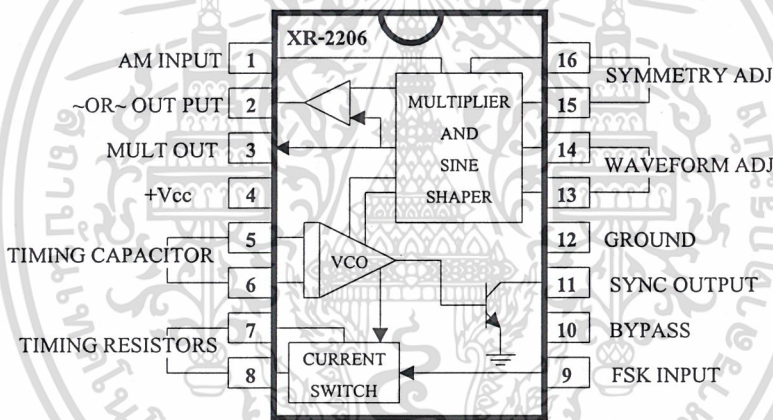 XR-2206
AM INPUT 1
~OR~ OUT PUT 2
MULT OUT 3
+Vcc 4
TIMING CAPACITOR
5
6
TIMING RESISTORS
7
8
MULTIPLIER
AND
SINE
SHAPER
VCO
CURRENT
SWITCH
16
SYMMETRY ADJ
15
14
WAVEFORM ADJ
13
12 GROUND
11 SYNC OUTPUT
10 BYPASS
9 FSK INPUT